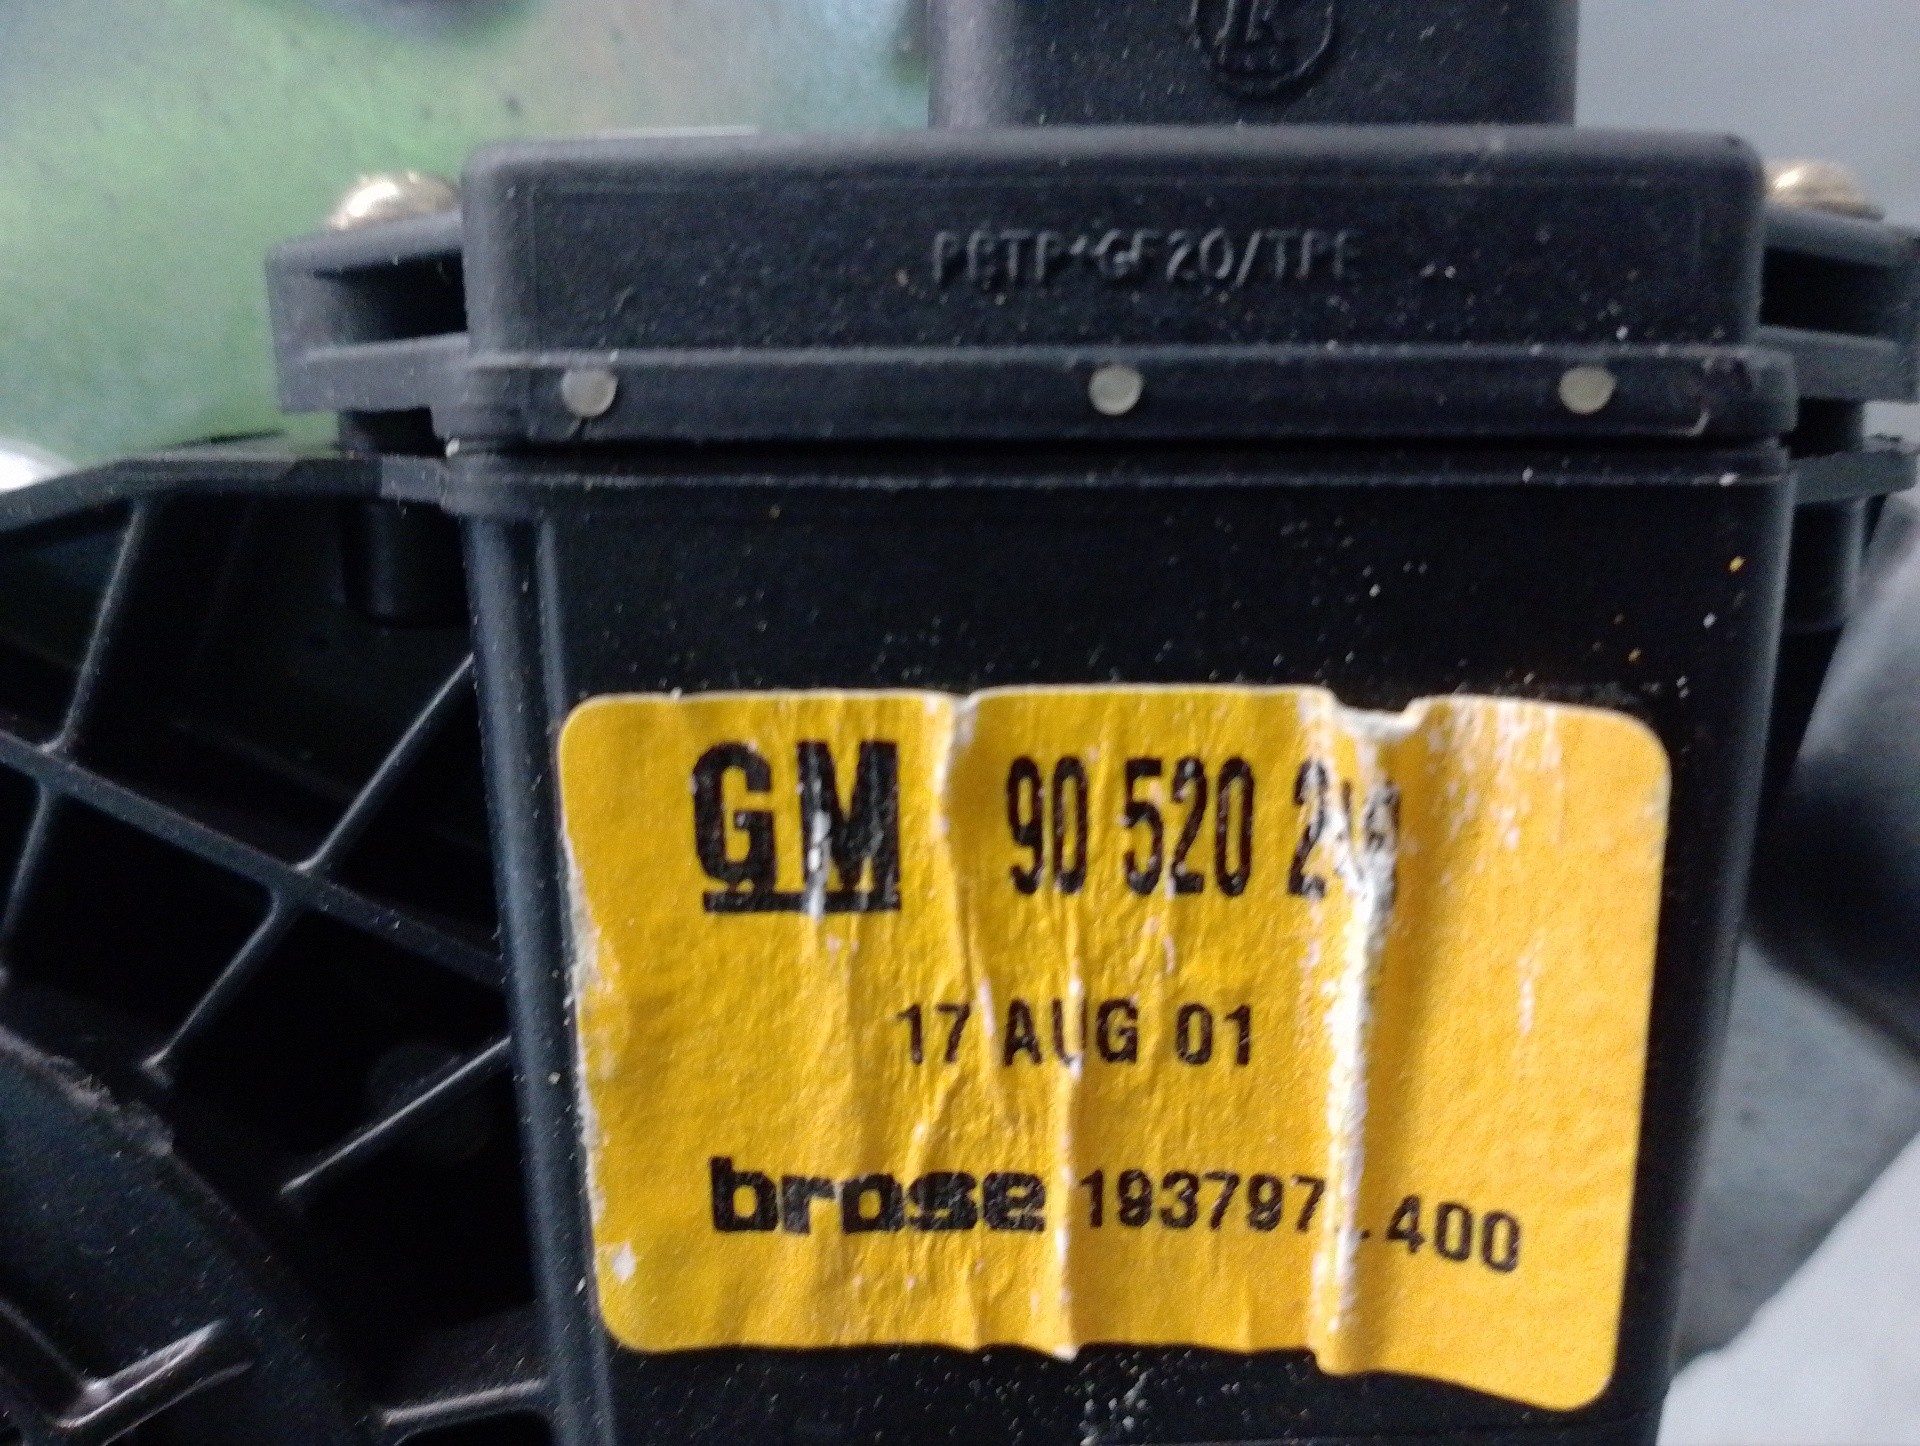 PBTP+GF20/TPE
GM 90 520
17 AUG 01
brose